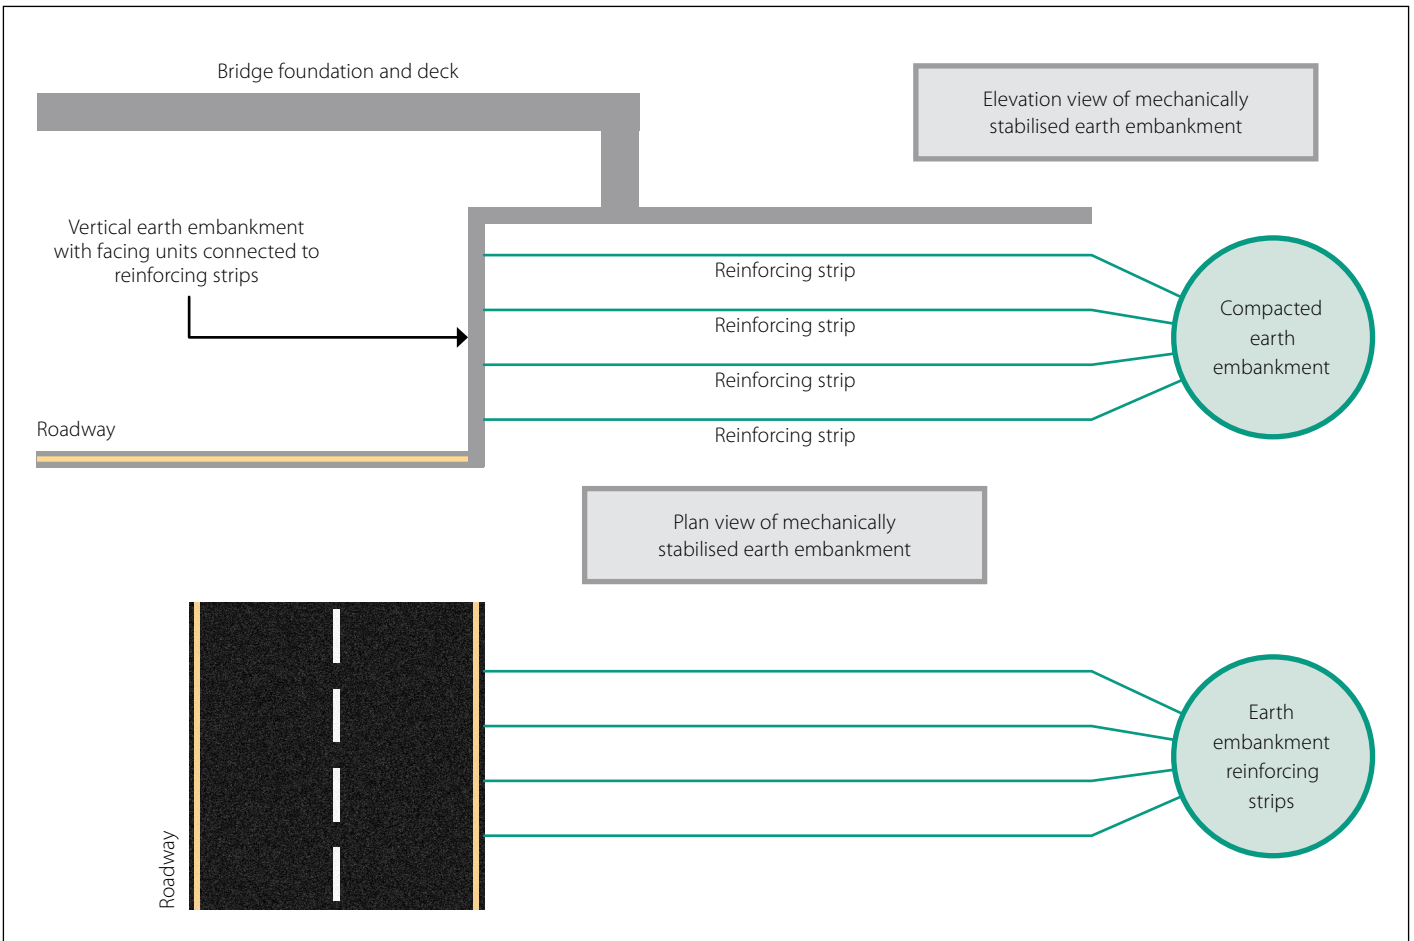 Bridge foundation and deck
Elevation view of mechanically
stabilised earth embankment
Vertical earth embankment
with facing units connected to
reinforcing strips
Reinforcing strip
Reinforcing strip
Reinforcing strip
Reinforcing strip
Compacted
earth
embankment
Roadway
Plan view of mechanically
stabilised earth embankment
Roadway
Earth
embankment
reinforcing
strips